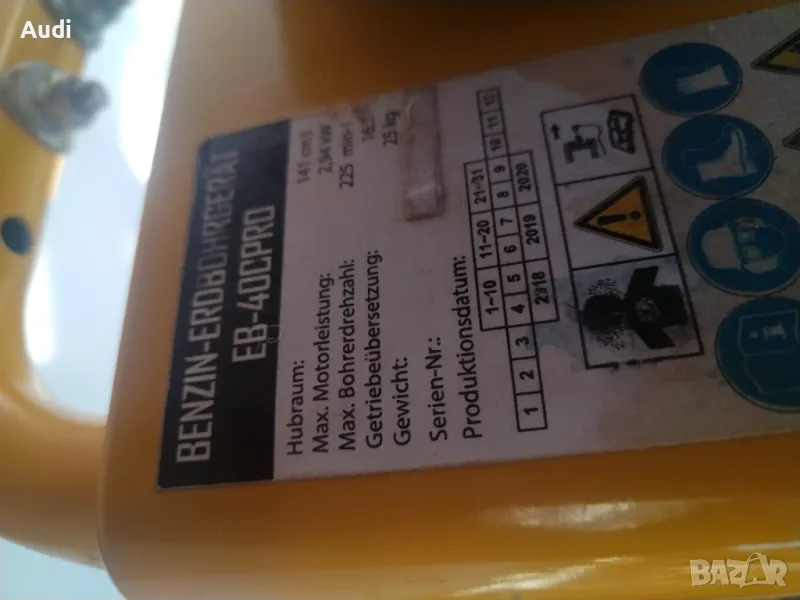 Audi
BENZIN-ERDBOHRGERÄT
EB-400PRO
Hubraum: 141 cm3
Max. Motorleistung: 2,94 kW
Max. Bohrerdrehzahl: 225 min-1
Getriebeübersetzung:
Gewicht: 25 kg
Serien-Nr.:
Produktionsdatum:
1~10 11~20 21~31
1 2 3 4 5 6 7 8 9 10 11 12
2018 2019 2020
BAZAR